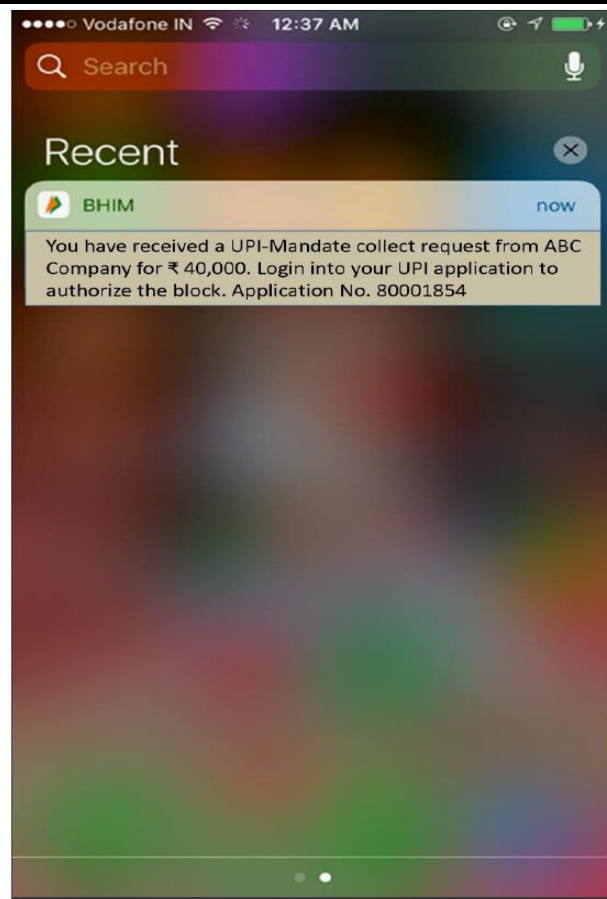 Vodafone IN 12:37 AM
Search
Recent
BHIM now
You have received a UPI-Mandate collect request from ABC
Company for ₹ 40,000. Login into your UPI application to
authorize the block. Application No. 80001854